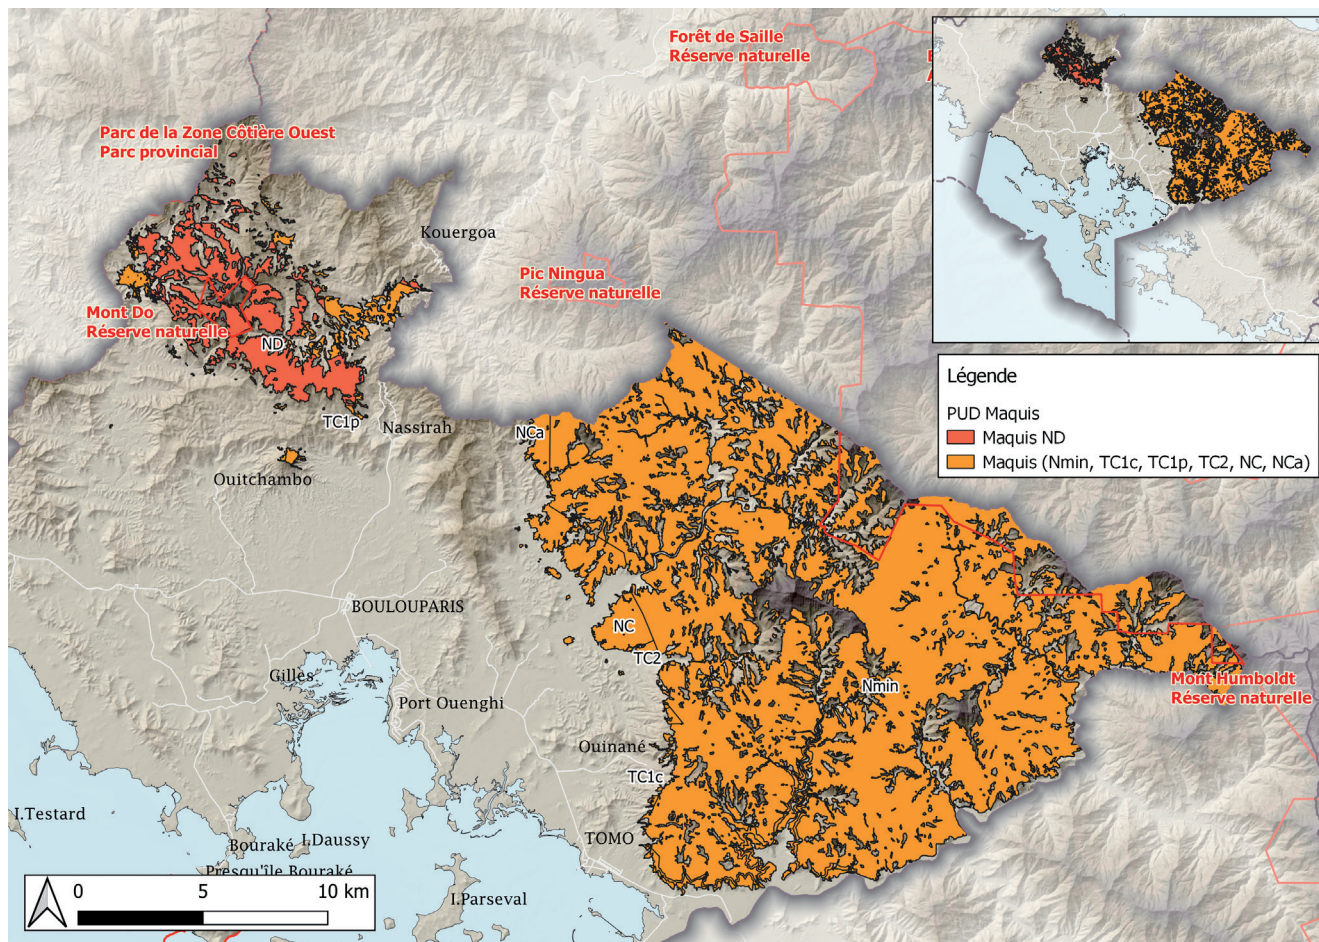 Forêt de Saille
Réserve naturelle
Parc de la Zone Côtière Ouest
Parc provincial
Kouergoa
Pic Ningua
Réserve naturelle
Mont Do
Réserve naturelle
ND
TC1p
Nassirah
NCa
Ouitchambo
BOULOUPARIS
NC
TC2
Gillès
Port Ouenghi
Nmin
Mont Humboldt
Réserve naturelle
Ouinané
TC1c
I.Testard
Bouraké
I.Daussy
TOMO
Presqu'île Bouraké
I.Parseval
Légende
PUD Maquis
Maquis ND
Maquis (Nmin, TC1c, TC1p, TC2, NC, NCa)
0 5 10 km